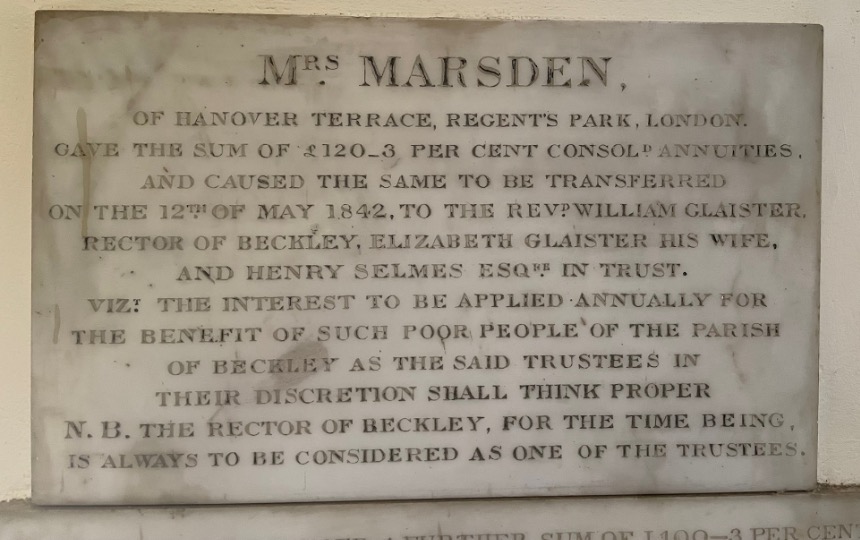 MRS. MARSDEN,
OF HANOVER TERRACE, REGENT'S PARK, LONDON.
GAVE THE SUM OF £120_3 PER CENT CONSOLD ANNUITIES,
AND CAUSED THE SAME TO BE TRANSFERRED
ON THE 12TH OF MAY 1842, TO THE REVD WILLIAM GLAISTER,
RECTOR OF BECKLEY, ELIZABETH GLAISTER HIS WIFE,
AND HENRY SELMES ESQRE IN TRUST.
VIZT THE INTEREST TO BE APPLIED ANNUALLY FOR
THE BENEFIT OF SUCH POOR PEOPLE OF THE PARISH
OF BECKLEY AS THE SAID TRUSTEES IN
THEIR DISCRETION SHALL THINK PROPER
N.B. THE RECTOR OF BECKLEY, FOR THE TIME BEING,
IS ALWAYS TO BE CONSIDERED AS ONE OF THE TRUSTEES.
A FURTHER SUM OF £100—3 PER CENT